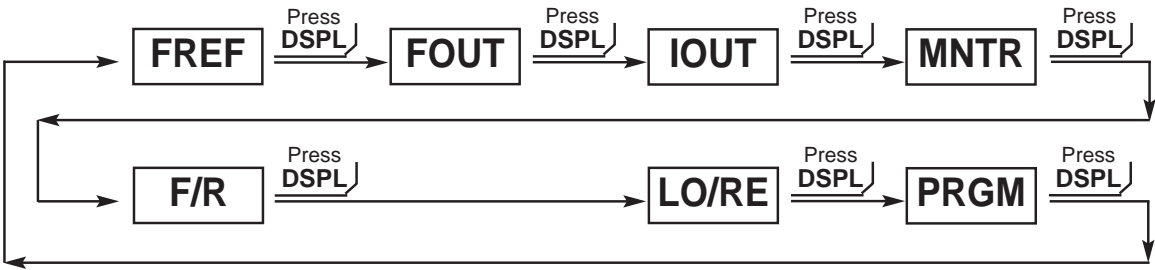 Press Press Press Press
FREF DSPL FOUT DSPL IOUT DSPL MNTR DSPL
Press Press Press
F/R DSPL LO/RE DSPL PRGM DSPL